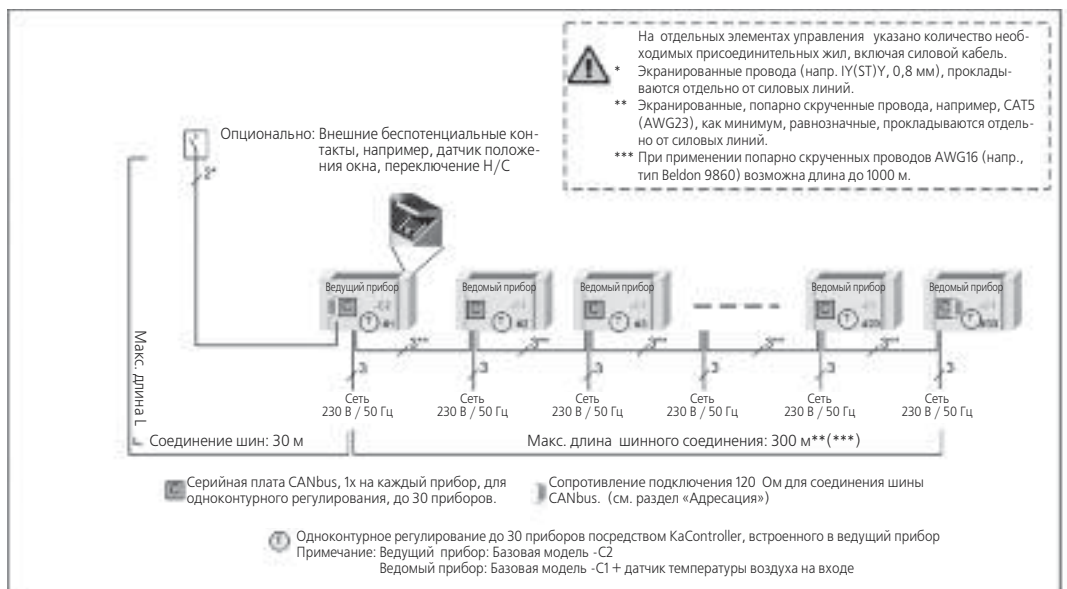 На отдельных элементах управления указано количество необ-
ходимых присоединительных жил, включая силовой кабель.
* Экранированные провода (напр. IY(ST)Y, 0,8 мм), проклады-
ваются отдельно от силовых линий.
** Экранированные, попарно скрученные провода, например, CAT5
(AWG23), как минимум, равнозначные, прокладываются отдель-
но от силовых линий.
*** При применении попарно скрученных проводов AWG16 (напр.,
тип Beldon 9860) возможна длина до 1000 м.
Опционально: Внешние беспотенциальные кон-
такты, например, датчик положе-
ния окна, переключение Н/С
2*
Ведущий прибор
Ведомый прибор
Ведомый прибор
Ведомый прибор
Ведомый прибор
3**
3**
3**
3**
3**
3
3
3
3
3
3
Сеть
230 В / 50 Гц
Сеть
230 В / 50 Гц
Сеть
230 В / 50 Гц
Сеть
230 В / 50 Гц
Сеть
230 В / 50 Гц
Сеть
230 В / 50 Гц
Макс. длина L
Соединение шин: 30 м
Макс. длина шинного соединения: 300 м**(***)
C Серийная плата CANbus, 1x на каждый прибор, для
одноконтурного регулирования, до 30 приборов.
Сопротивление подключения 120 Ом для соединения шины
CANbus. (см. раздел «Адресация»)
T Одноконтурное регулирование до 30 приборов посредством KaController, встроенного в ведущий прибор
Примечание: Ведущий прибор: Базовая модель -C2
Ведомый прибор: Базовая модель -C1 + датчик температуры воздуха на входе